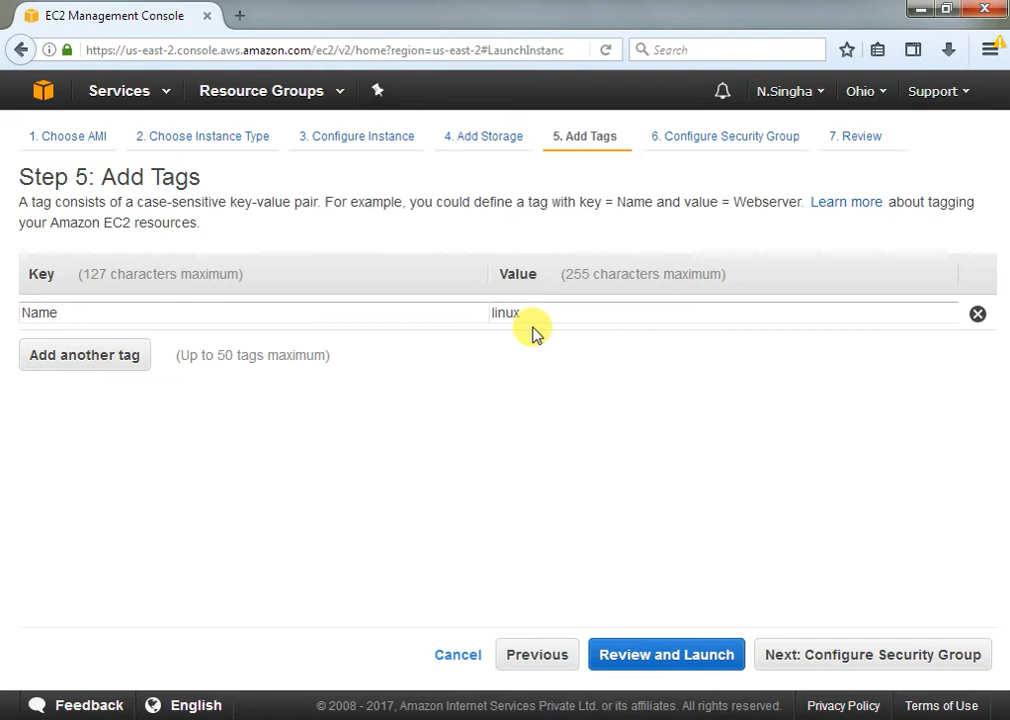 EC2 Management Console
https://us-east-2.console.aws.amazon.com/ec2/v2/home?region=us-east-2#LaunchInstanc
Search
Services
Resource Groups
N.Singha
Ohio
Support
1. Choose AMI
2. Choose Instance Type
3. Configure Instance
4. Add Storage
5. Add Tags
6. Configure Security Group
7. Review
Step 5: Add Tags
A tag consists of a case-sensitive key-value pair. For example, you could define a tag with key = Name and value = Webserver. Learn more about tagging
your Amazon EC2 resources.
Key (127 characters maximum)
Value (255 characters maximum)
Name
linux
Add another tag
(Up to 50 tags maximum)
Cancel
Previous
Review and Launch
Next: Configure Security Group
Feedback
English
© 2008 - 2017, Amazon Internet Services Private Ltd. or its affiliates. All rights reserved.
Privacy Policy
Terms of Use